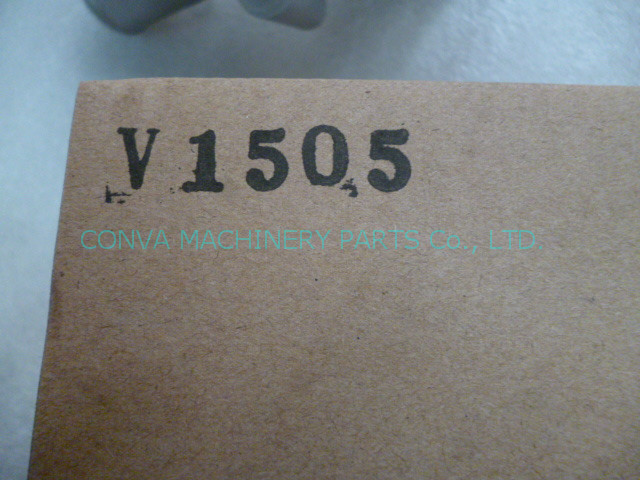 V1505
CONVA MACHINERY PARTS Co., LTD.